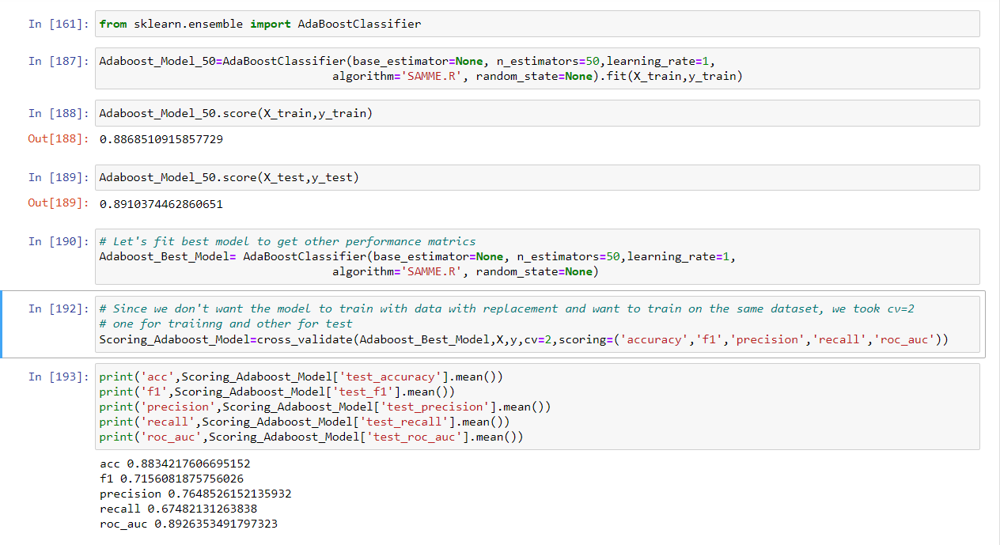 In [161]: from sklearn.ensemble import AdaBoostClassifier
In [187]: Adaboost_Model_50=AdaBoostClassifier(base_estimator=None, n_estimators=50,learning_rate=1,
algorithm='SAMME.R', random_state=None).fit(X_train,y_train)
In [188]: Adaboost_Model_50.score(X_train,y_train)
Out[188]: 0.8868510915857729
In [189]: Adaboost_Model_50.score(X_test,y_test)
Out[189]: 0.8910374462860651
In [190]: # Let's fit best model to get other performance matrics
Adaboost_Best_Model= AdaBoostClassifier(base_estimator=None, n_estimators=50,learning_rate=1,
algorithm='SAMME.R', random_state=None)
In [192]: # Since we don't want the model to train with data with replacement and want to train on the same dataset, we took cv=2
# one for traiinng and other for test
Scoring_Adaboost_Model=cross_validate(Adaboost_Best_Model,X,y,cv=2,scoring=('accuracy','f1','precision','recall','roc_auc'))
In [193]: print('acc',Scoring_Adaboost_Model['test_accuracy'].mean())
print('f1',Scoring_Adaboost_Model['test_f1'].mean())
print('precision',Scoring_Adaboost_Model['test_precision'].mean())
print('recall',Scoring_Adaboost_Model['test_recall'].mean())
print('roc_auc',Scoring_Adaboost_Model['test_roc_auc'].mean())
acc 0.8834217606695152
f1 0.7156081875756026
precision 0.7648526152135932
recall 0.67482131263838
roc_auc 0.8926353491797323